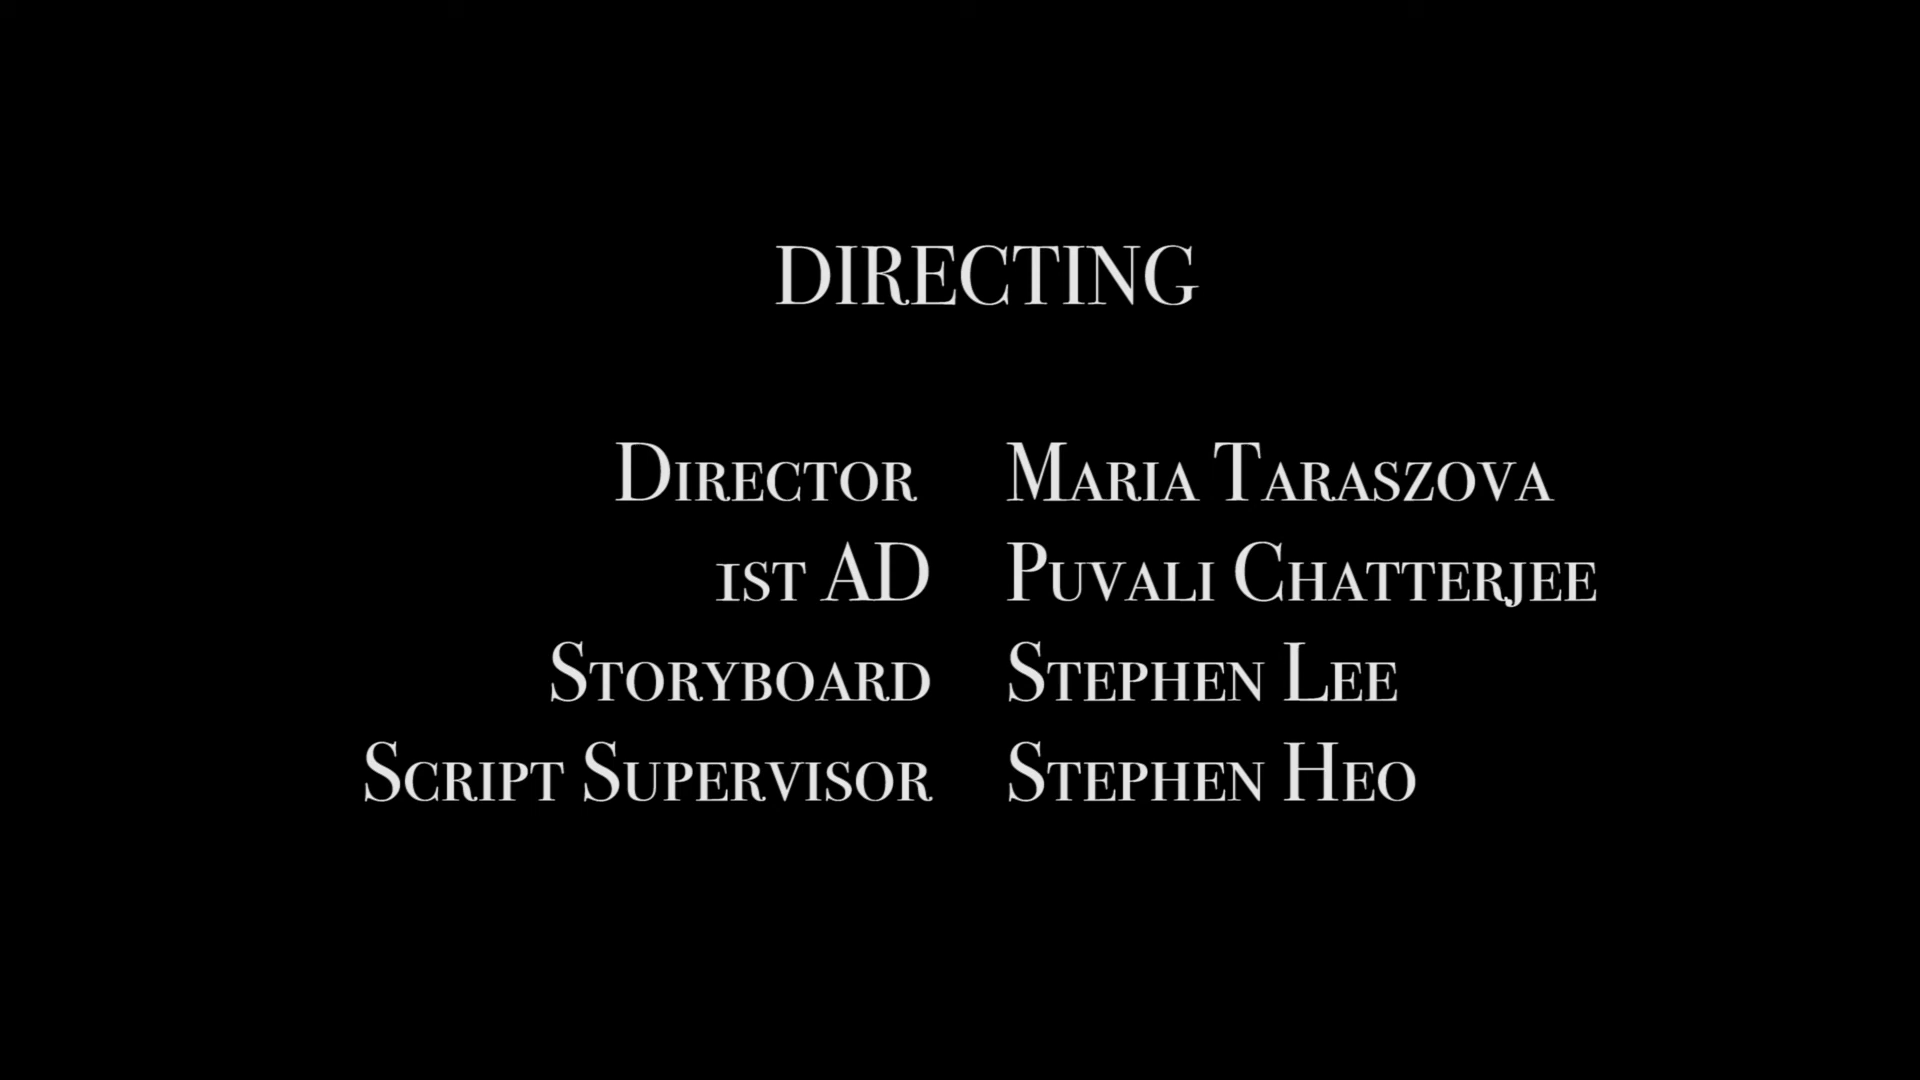 DIRECTING
Director Maria Taraszova
1st AD Puvali Chatterjee
Storyboard Stephen Lee
Script Supervisor Stephen Heo